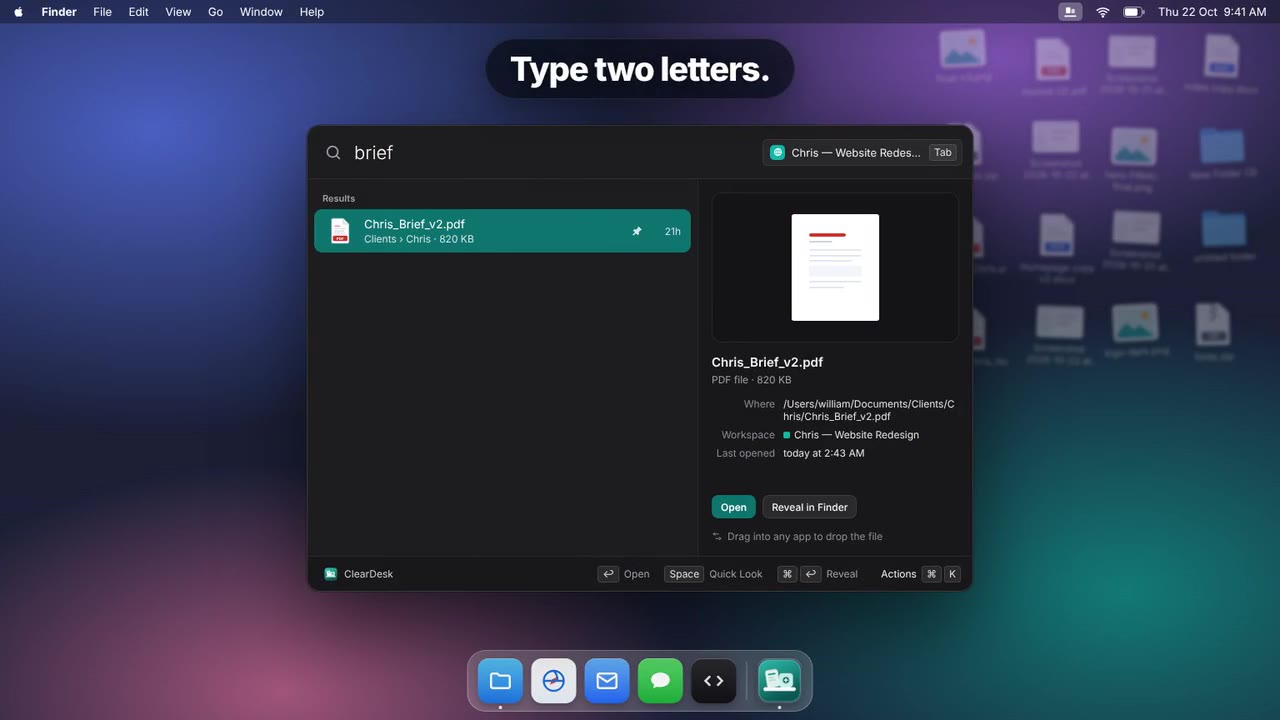 Finder File Edit View Go Window Help Thu 22 Oct 9:41 AM
Type two letters.
brief
Chris — Website Redes... Tab
Results
Chris_Brief_v2.pdf
Clients › Chris · 820 KB
21h
PDF
Chris_Brief_v2.pdf
PDF file · 820 KB
Where /Users/william/Documents/Clients/C
hris/Chris_Brief_v2.pdf
Workspace Chris — Website Redesign
Last opened today at 2:43 AM
Open Reveal in Finder
Drag into any app to drop the file
ClearDesk
↩ Open Space Quick Look ⌘ ↩ Reveal Actions ⌘ K